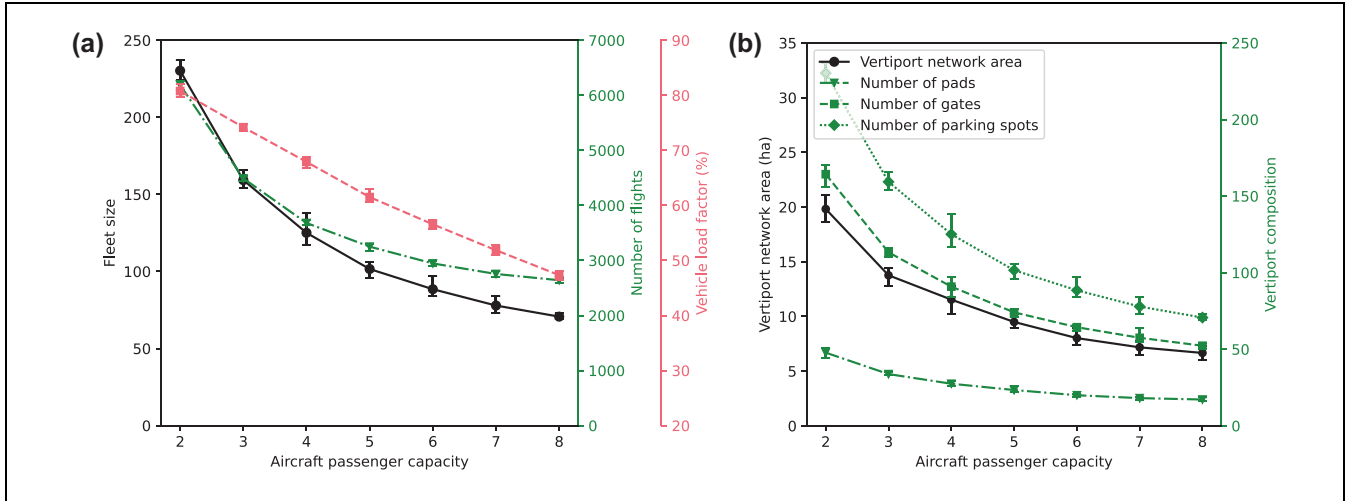 (a)
250
200
150
100
50
0
Fleet size
2 3 4 5 6 7 8
Aircraft passenger capacity
7000
6000
5000
4000
3000
2000
1000
0
Number of flights
90
80
70
60
50
40
30
20
Vehicle load factor (%)
(b)
35
30
25
20
15
10
5
0
Vertiport network area (ha)
Vertiport network area
Number of pads
Number of gates
Number of parking spots
2 3 4 5 6 7 8
Aircraft passenger capacity
250
200
150
100
50
0
Vertiport composition